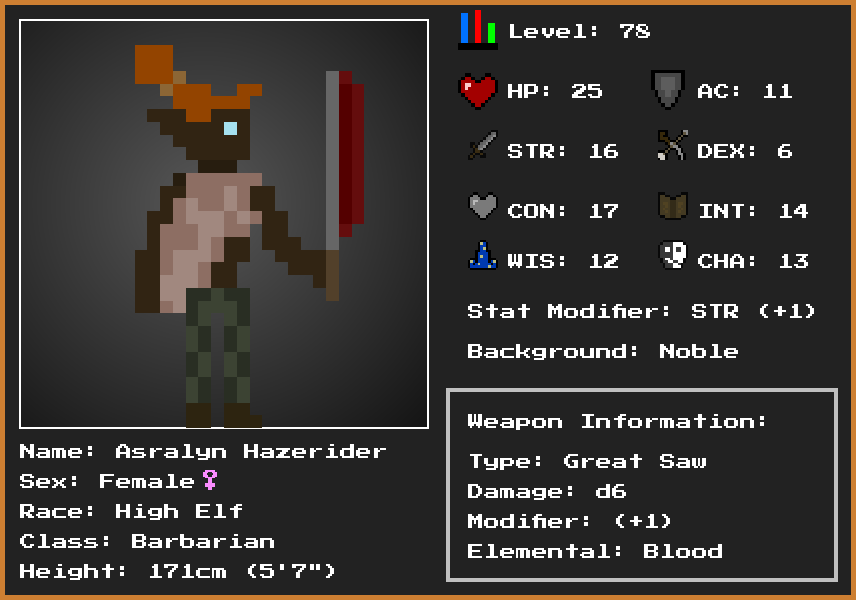 Level: 78
HP: 25
AC: 11
STR: 16
DEX: 6
CON: 17
INT: 14
WIS: 12
CHA: 13
Stat Modifier: STR (+1)
Background: Noble
Weapon Information:
Type: Great Saw
Damage: d6
Modifier: (+1)
Elemental: Blood
Name: Asralyn Hazerider
Sex: Female♀
Race: High Elf
Class: Barbarian
Height: 171cm (5'7")